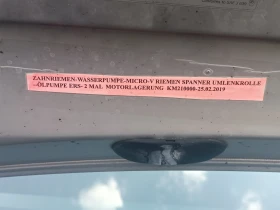 ZAHNRIEMEN-WASSERPUMPE-MICRO-V RIEMEN SPANNER UMLENKROLLE
-ÖLPUMPE ERS- 2 MAL MOTORLAGERUNG KM210000-25.02.2019